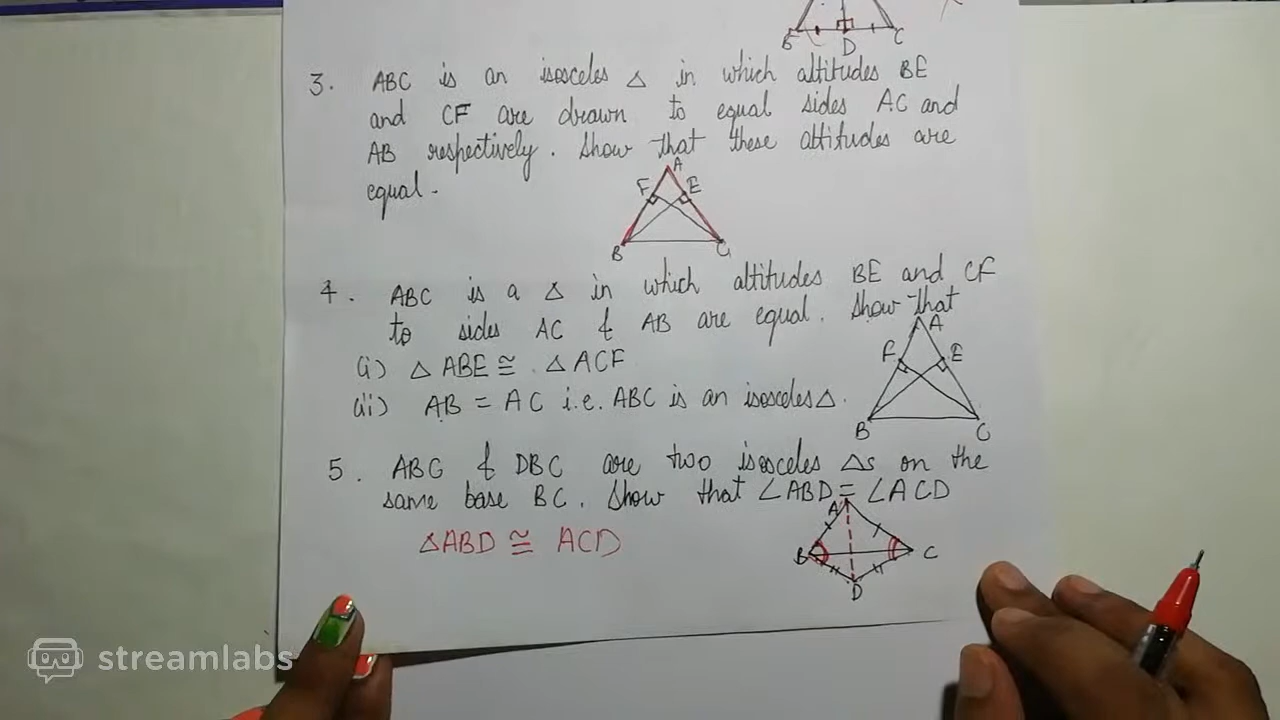 B D C
3. ABC is an isosceles △ in which altitudes BE
and CF are drawn to equal sides AC and
AB respectively. Show that these altitudes are
equal.
A
F E
B C
4. ABC is a △ in which altitudes BE and CF
to sides AC & AB are equal. Show that
A
(i) △ ABE ≅ △ ACF
F E
(ii) AB = AC i.e. ABC is an isosceles △.
B C
5. ABC & DBC are two isosceles △s on the
same base BC. Show that ∠ABD = ∠ACD
A
△ABD ≅ ACD
B C
D
streamlabs